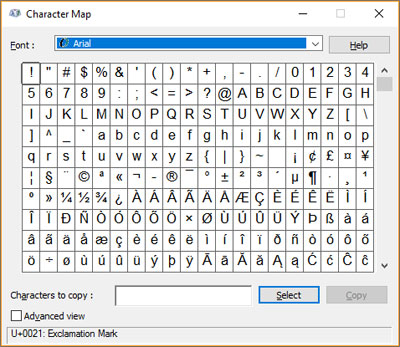 Character Map
Font : Arial Help
! " # $ % & ' ( ) * + , - . / 0 1 2 3 4
5 6 7 8 9 : ; < = > ? @ A B C D E F G H
I J K L M N O P Q R S T U V W X Y Z [ \
] ^ _ ` a b c d e f g h i j k l m n o p
q r s t u v w x y z { | } ~ ¡ ¢ £ ¤ ¥
¦ § ¨ © ª « ¬ - ® ¯ ° ± ² ³ ´ µ ¶ · ¸ ¹
º » ¼ ½ ¾ ¿ À Á Â Ã Ä Å Æ Ç È É Ê Ë Ì Í
Î Ï Ð Ñ Ò Ó Ô Õ Ö × Ø Ù Ú Û Ü Ý Þ ß à á
â ã ä å æ ç è é ê ë ì í î ï ð ñ ò ó ô õ
ö ÷ ø ù ú û ü ý þ ÿ Ā ā Ă ă Ą ą Ć ć Ĉ ĉ
Characters to copy : Select Copy
Advanced view
U+0021: Exclamation Mark